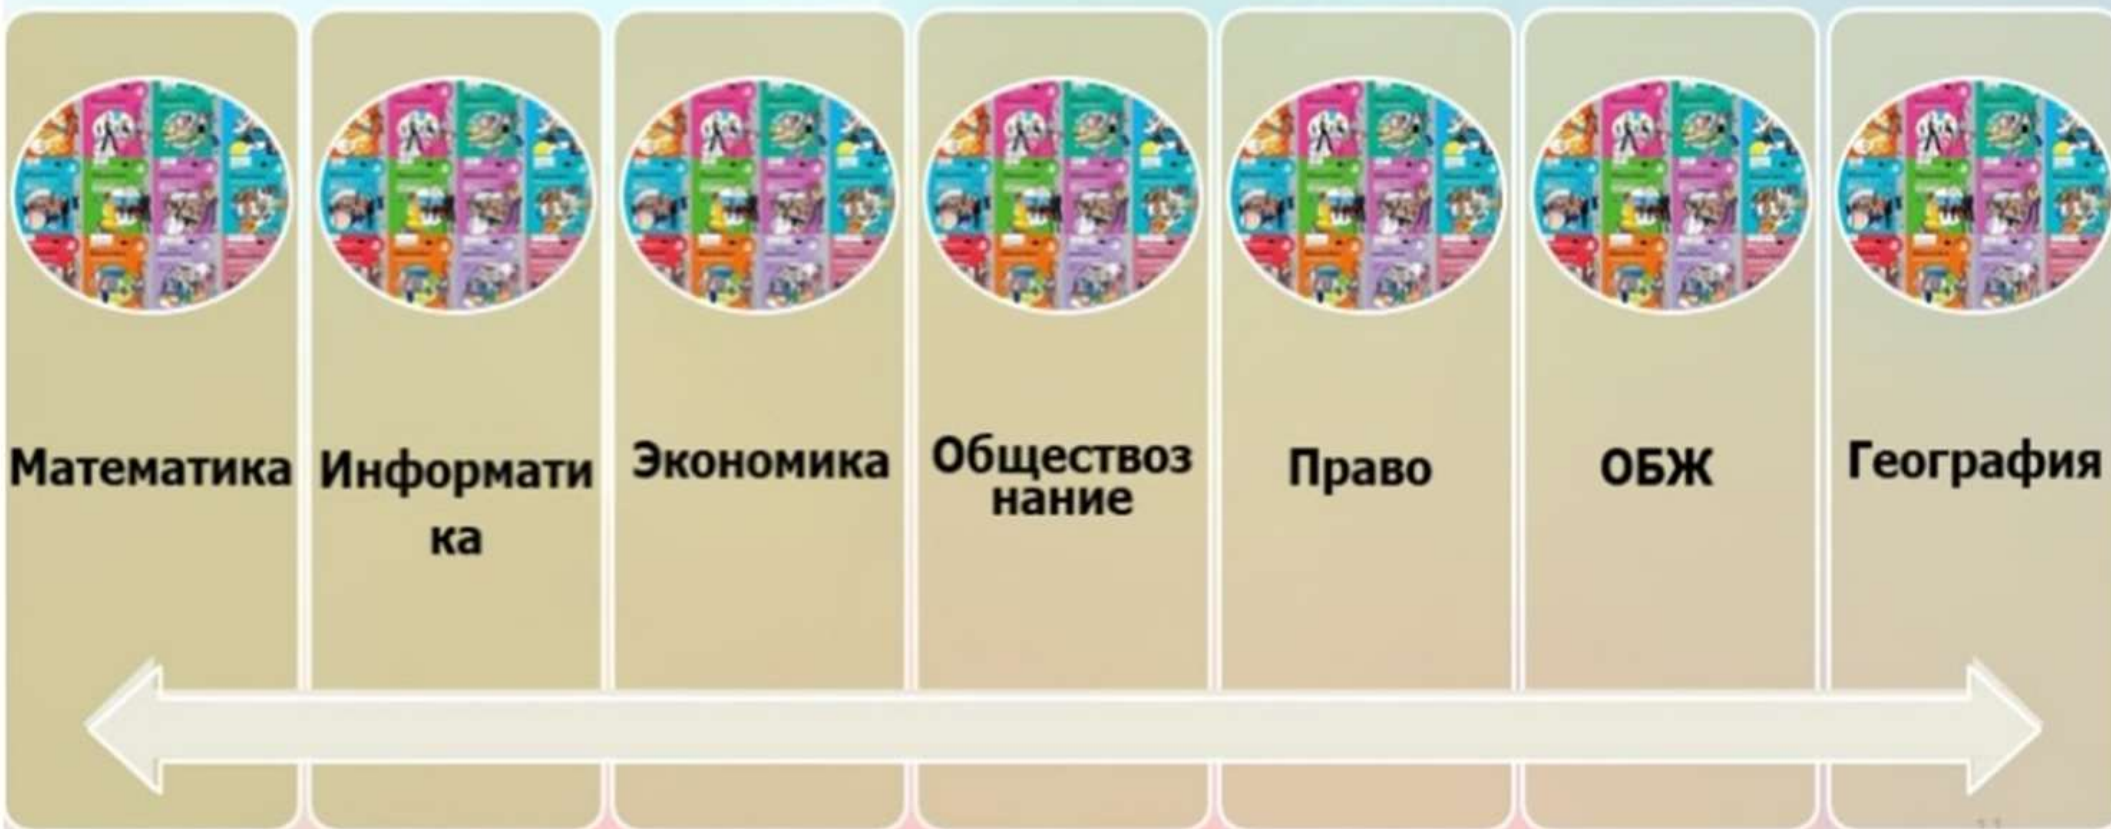 Математика
Информати
ка
Экономика
Обществоз
нание
Право
ОБЖ
География